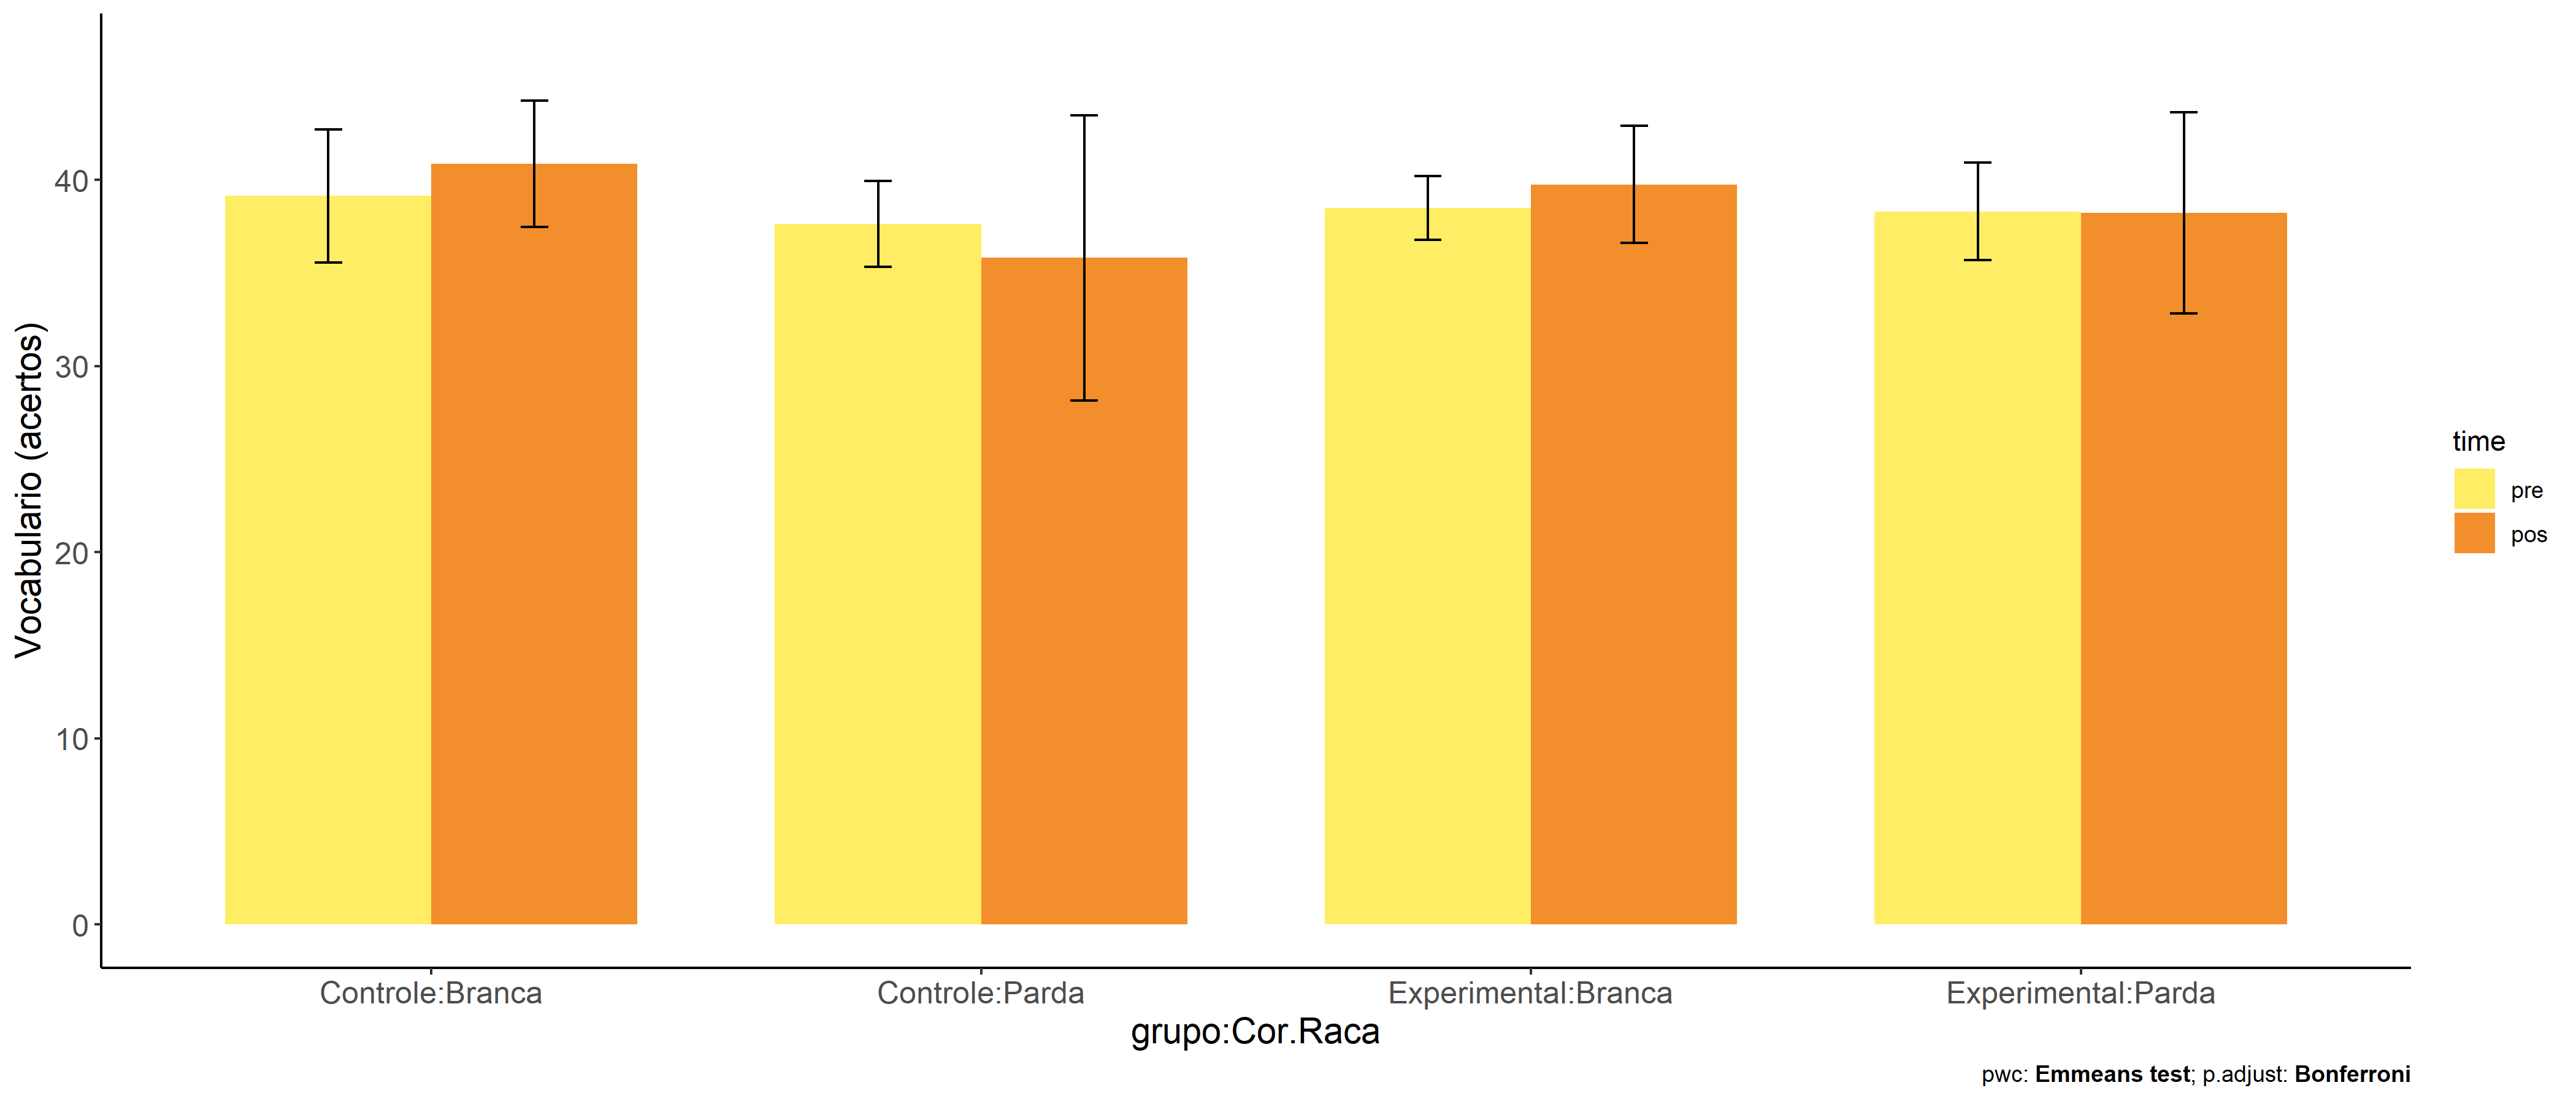 Vocabulario (acertos)
40
30
20
10
0
Controle:Branca
Controle:Parda
Experimental:Branca
Experimental:Parda
grupo:Cor.Raca
time
pre
pos
pwc: Emmeans test; p.adjust: Bonferroni